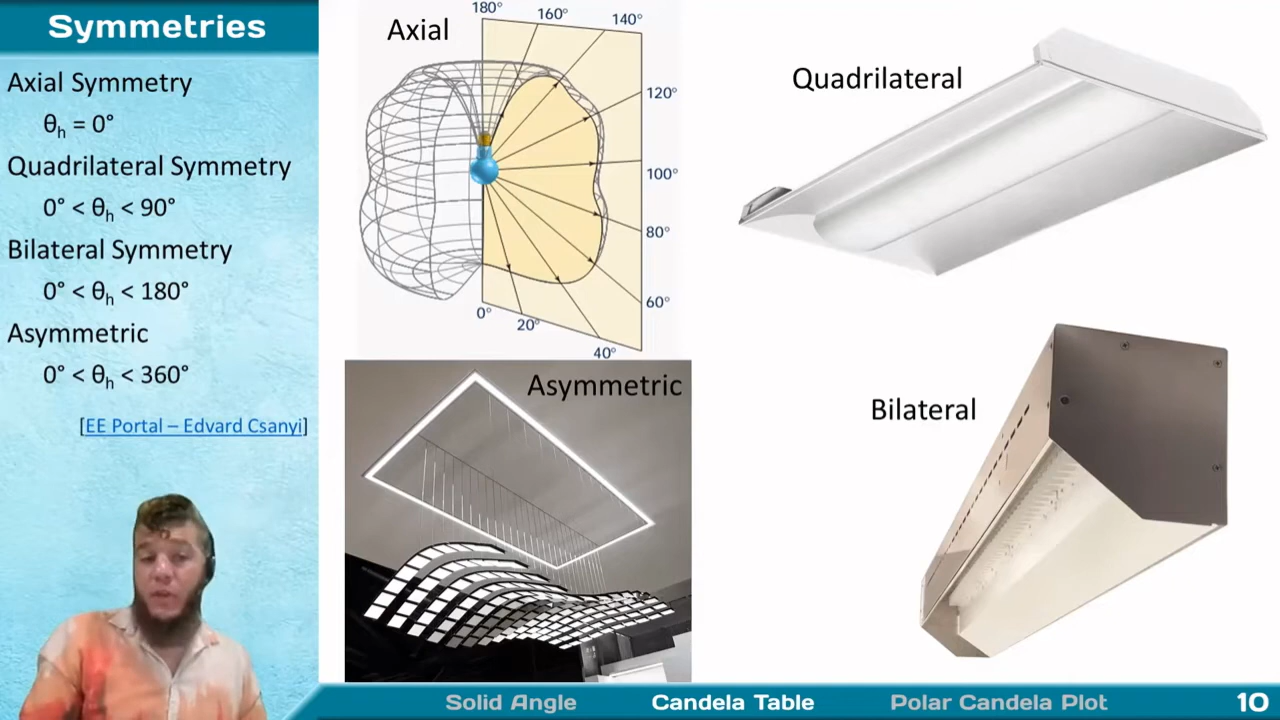 Symmetries
Axial Symmetry
θh = 0°
Quadrilateral Symmetry
0° < θh < 90°
Bilateral Symmetry
0° < θh < 180°
Asymmetric
0° < θh < 360°
[EE Portal – Edvard Csanyi]
Axial
180°
160°
140°
120°
100°
80°
60°
40°
20°
0°
Quadrilateral
Asymmetric
Bilateral
Solid Angle
Candela Table
Polar Candela Plot
10